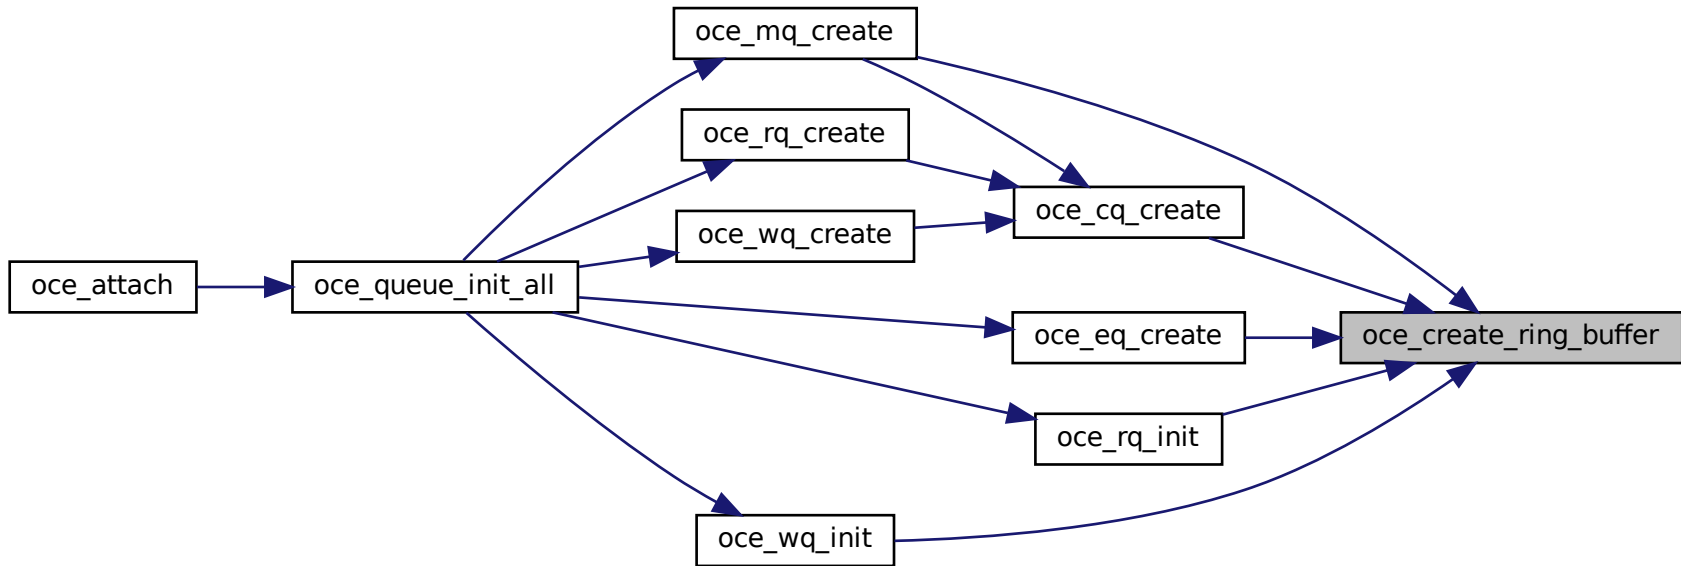 oce_mq_create
oce_rq_create
oce_cq_create
oce_wq_create
oce_attach
oce_queue_init_all
oce_eq_create
oce_create_ring_buffer
oce_rq_init
oce_wq_init